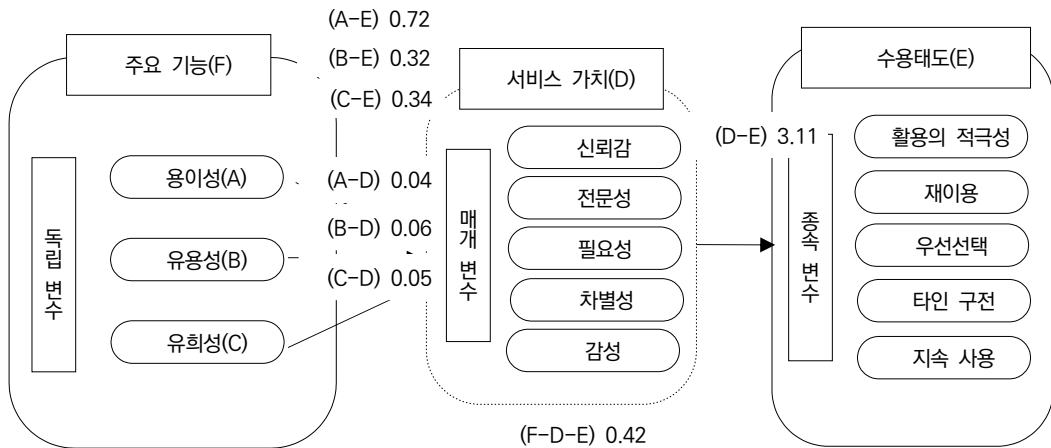 (A-E) 0.72
주요 기능(F)
(B-E) 0.32
(C-E) 0.34
서비스 가치(D)
수용태도(E)
독립 변수
용이성(A)
유용성(B)
유희성(C)
(A-D) 0.04
(B-D) 0.06
(C-D) 0.05
매개 변수
신뢰감
전문성
필요성
차별성
감성
(D-E) 3.11
종속 변수
활용의 적극성
재이용
우선선택
타인 구전
지속 사용
(F-D-E) 0.42